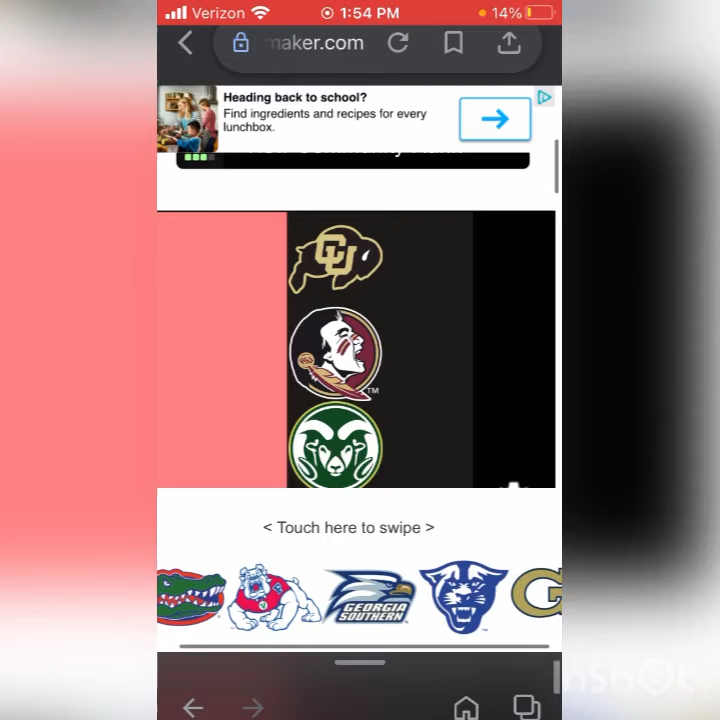 Verizon 1:54 PM 14%
maker.com
Heading back to school?
Find ingredients and recipes for every
lunchbox.
CU
TM
< Touch here to swipe >
F
V
GEORGIA
SOUTHERN
G
InShot